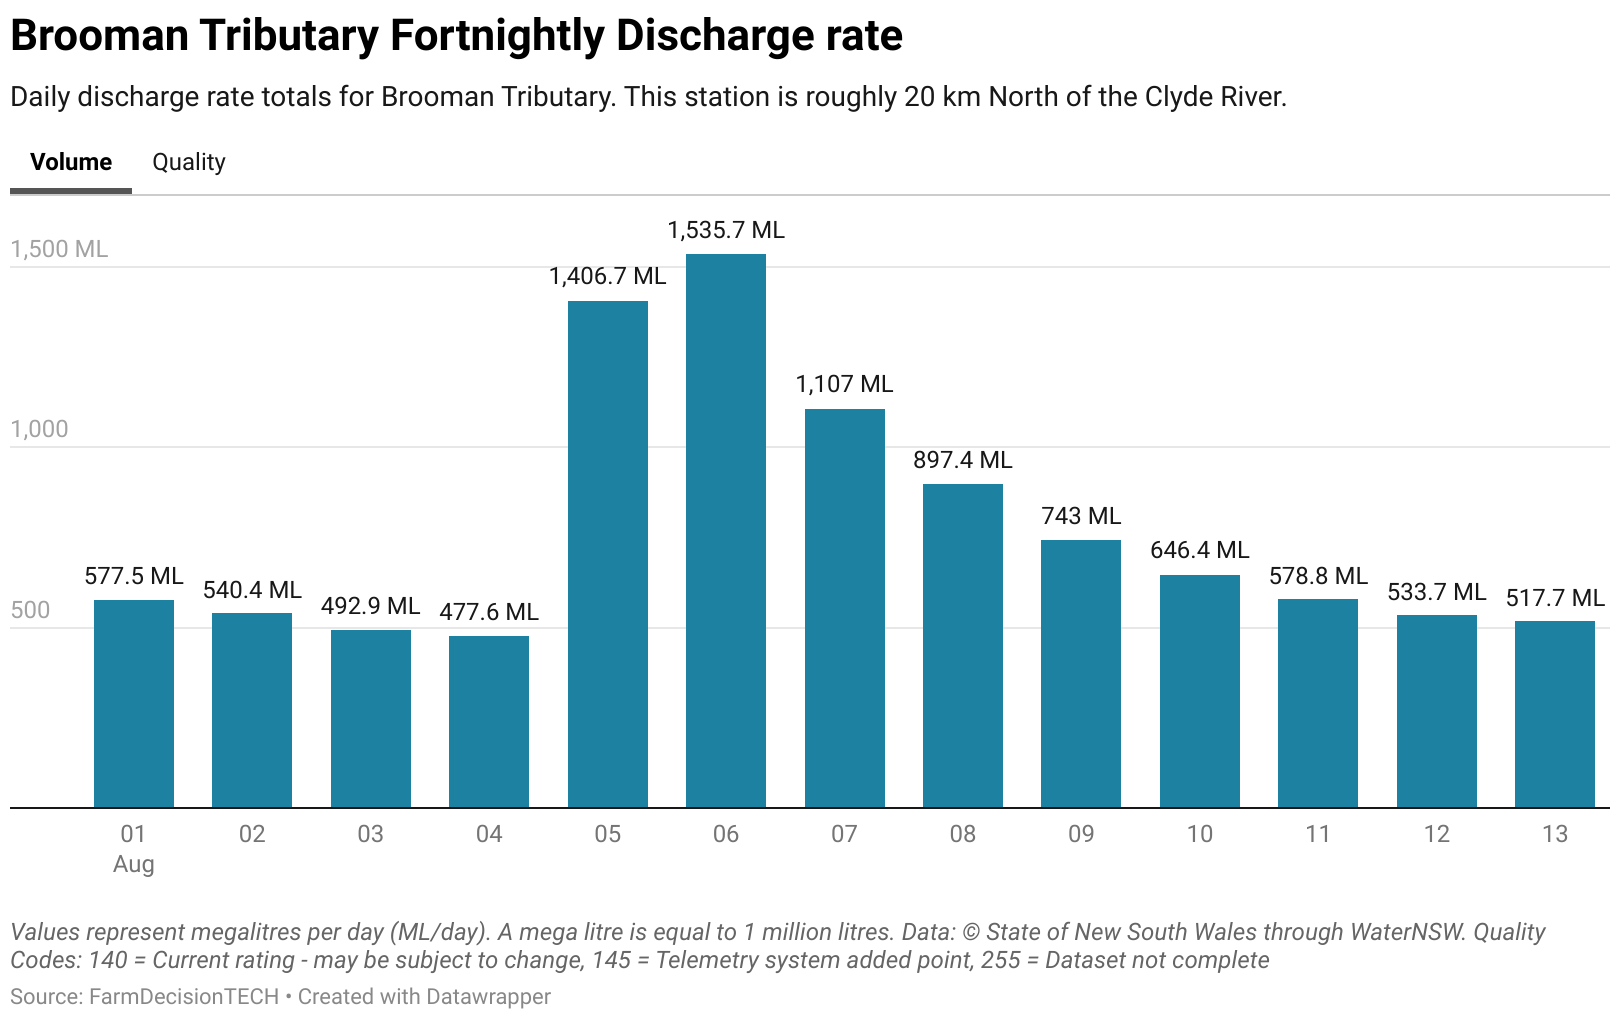 Brooman Tributary Fortnightly Discharge rate
Daily discharge rate totals for Brooman Tributary. This station is roughly 20 km North of the Clyde River.
Volume Quality
1,500 ML
1,000
500
577.5 ML
540.4 ML
492.9 ML
477.6 ML
1,406.7 ML
1,535.7 ML
1,107 ML
897.4 ML
743 ML
646.4 ML
578.8 ML
533.7 ML
517.7 ML
01 02 03 04 05 06 07 08 09 10 11 12 13
Aug
Values represent megalitres per day (ML/day). A mega litre is equal to 1 million litres. Data: © State of New South Wales through WaterNSW. Quality
Codes: 140 = Current rating - may be subject to change, 145 = Telemetry system added point, 255 = Dataset not complete
Source: FarmDecisionTECH • Created with Datawrapper